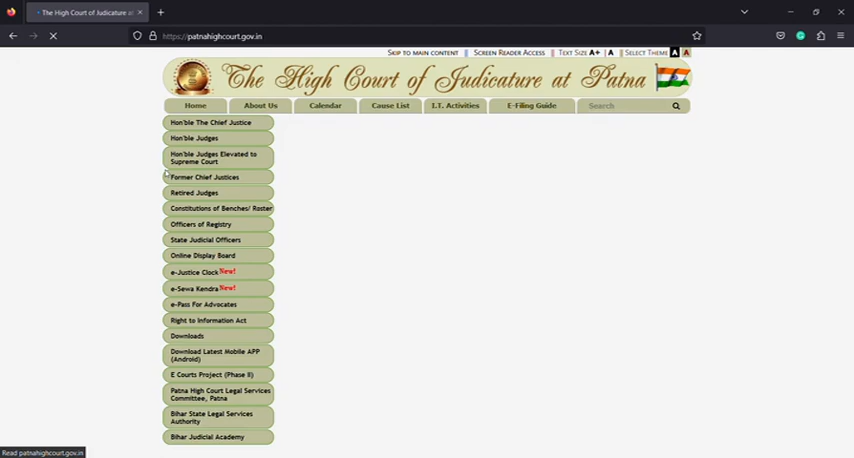 The High Court of Judicature at
https://patnahighcourt.gov.in
SKIP TO MAIN CONTENT || SCREEN READER ACCESS || TEXT SIZE A+ | A || SELECT THEME A A
The High Court of Judicature at Patna
Home About Us Calendar Cause List I.T. Activities E-Filing Guide Search
Hon'ble The Chief Justice
Hon'ble Judges
Hon'ble Judges Elevated to
Supreme Court
Former Chief Justices
Retired Judges
Constitutions of Benches/ Roster
Officers of Registry
State Judicial Officers
Online Display Board
e-Justice Clock New!
e-Sewa Kendra New!
e-Pass For Advocates
Right to Information Act
Downloads
Download Latest Mobile APP
(Android)
E Courts Project (Phase II)
Patna High Court Legal Services
Committee, Patna
Bihar State Legal Services
Authority
Bihar Judicial Academy
Read patnahighcourt.gov.in